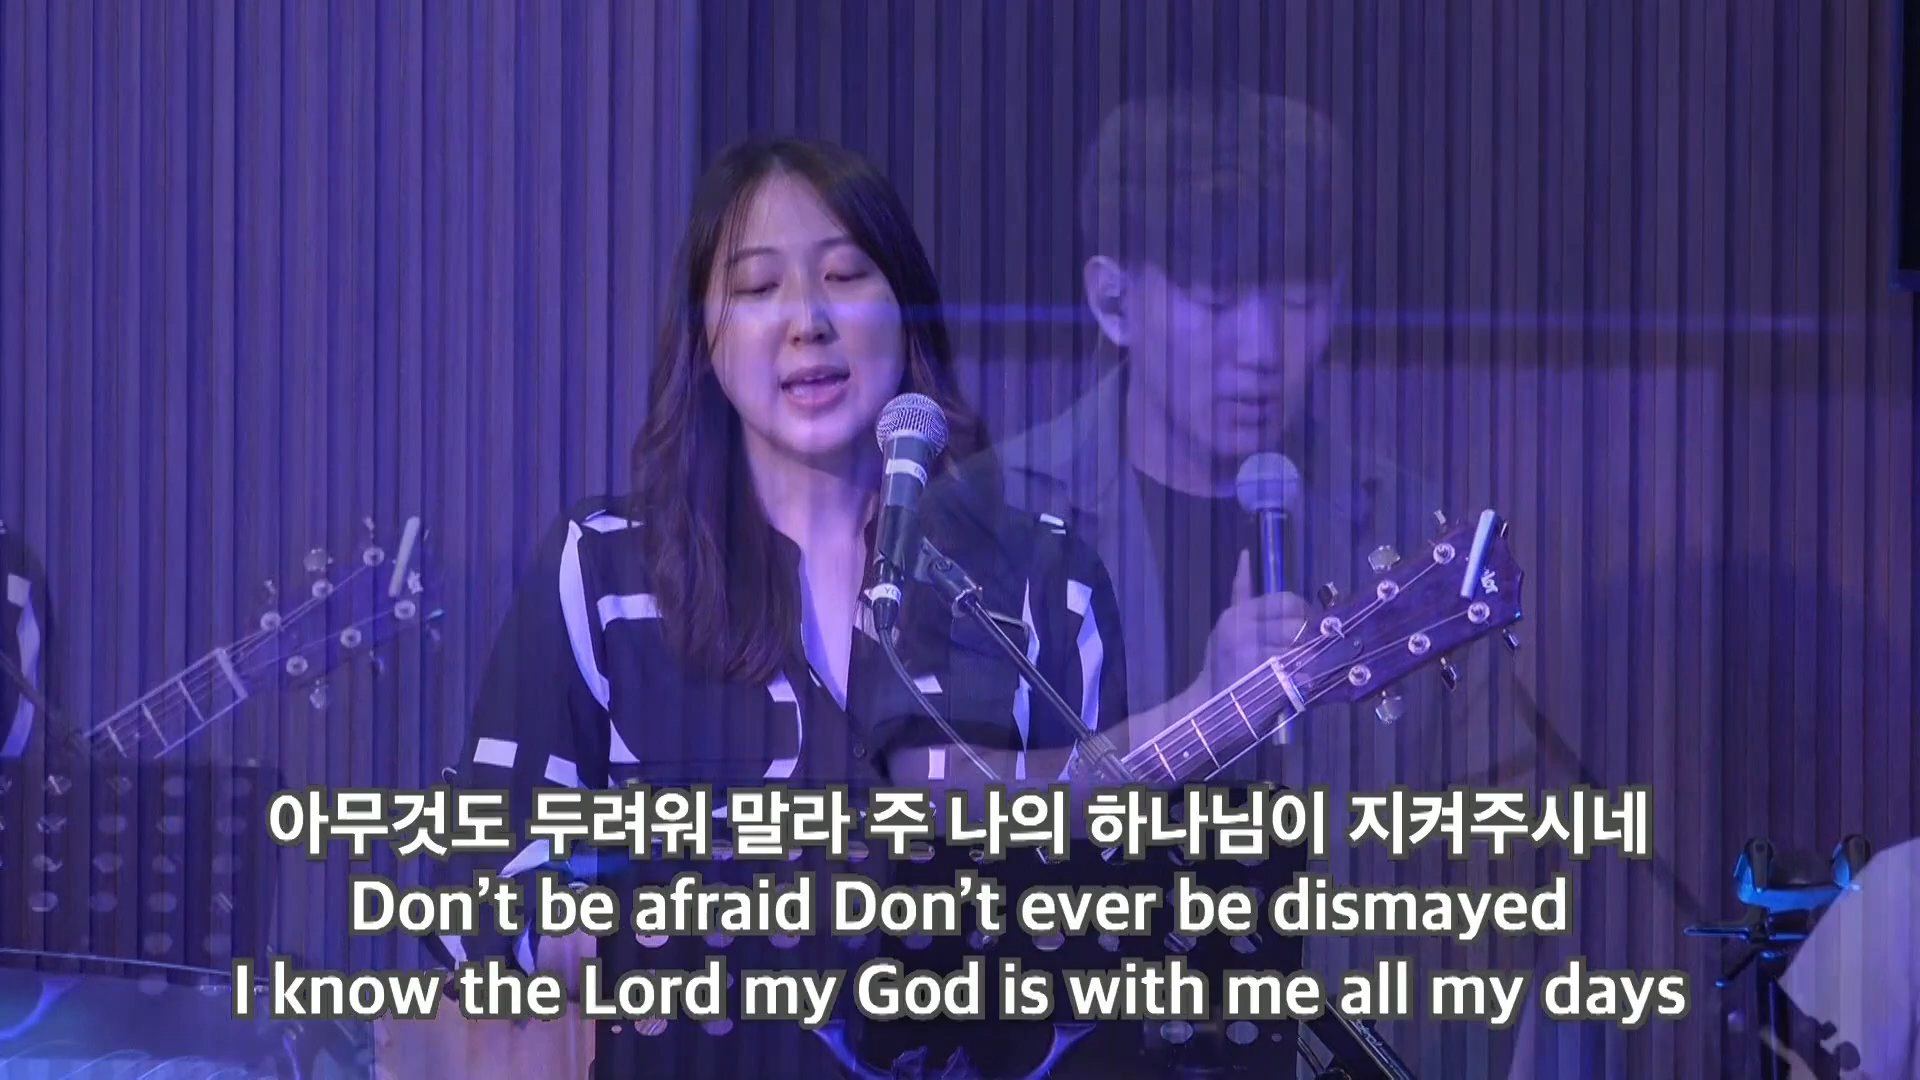 아무것도 두려워 말라 주 나의 하나님이 지켜주시네
Don’t be afraid Don’t ever be dismayed
I know the Lord my God is with me all my days